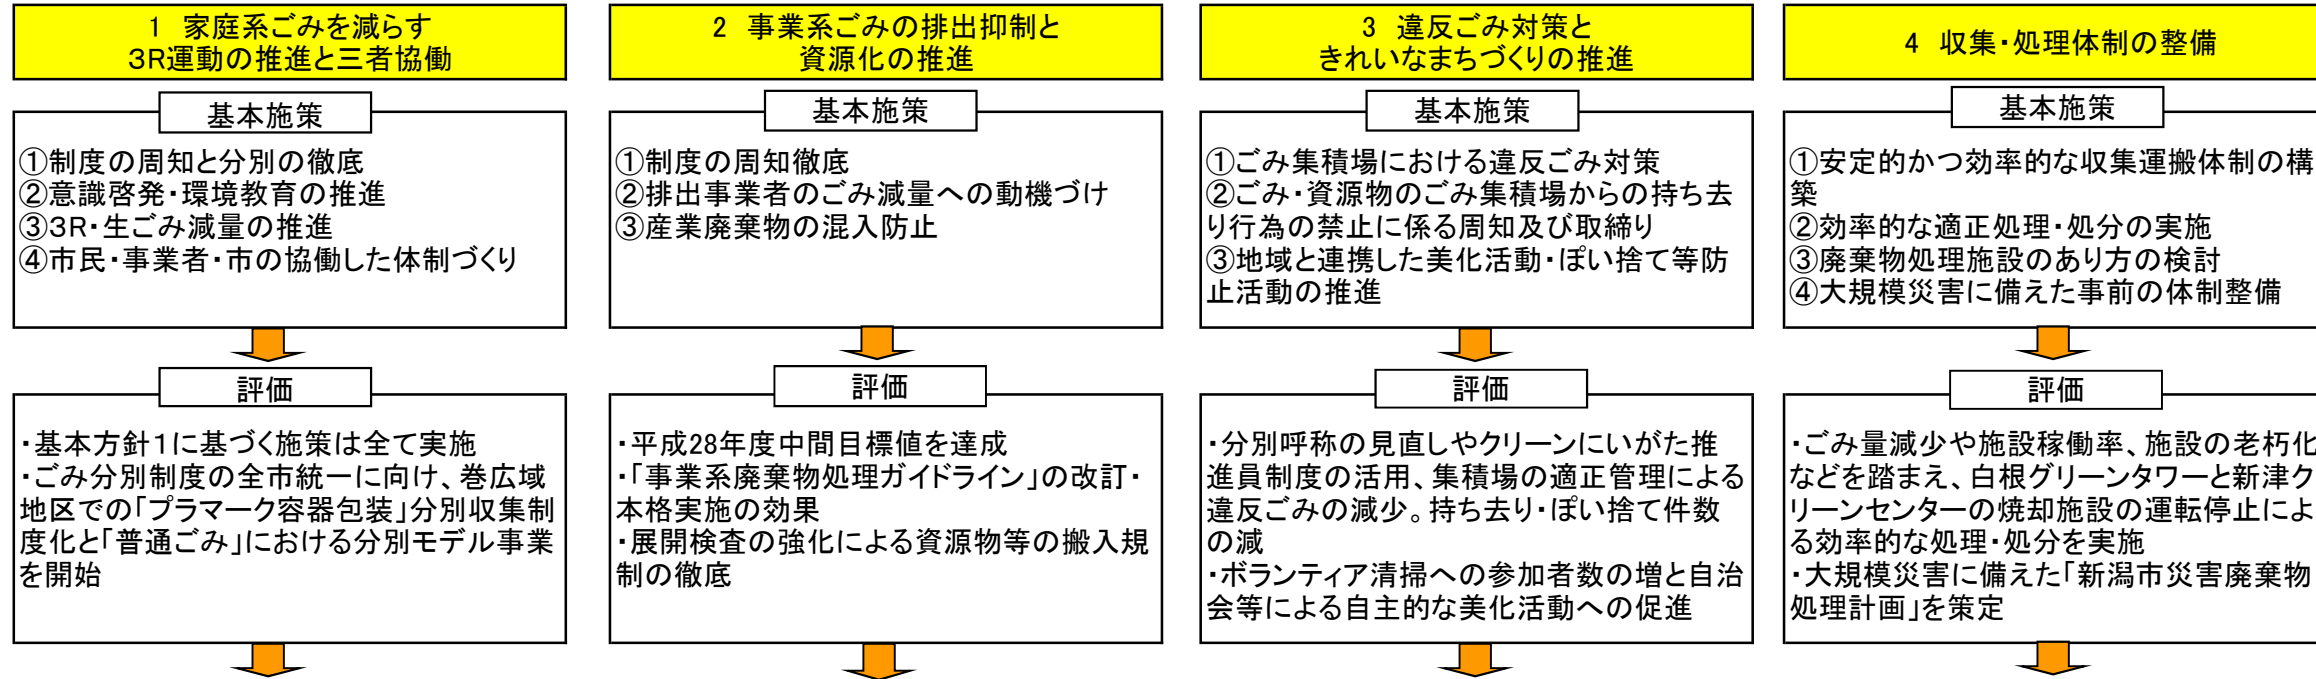 1 家庭系ごみを減らす
3R運動の推進と三者協働
基本施策
①制度の周知と分別の徹底
②意識啓発・環境教育の推進
③3R・生ごみ減量の推進
④市民・事業者・市の協働した体制づくり
評価
・基本方針1に基づく施策は全て実施
・ごみ分別制度の全市統一に向け、巻広域
地区での「プラマーク容器包装」分別収集制
度化と「普通ごみ」における分別モデル事業
を開始
2 事業系ごみの排出抑制と
資源化の推進
基本施策
①制度の周知徹底
②排出事業者のごみ減量への動機づけ
③産業廃棄物の混入防止
評価
・平成28年度中間目標値を達成
・「事業系廃棄物処理ガイドライン」の改訂・
本格実施の効果
・展開検査の強化による資源物等の搬入規
制の徹底
3 違反ごみ対策と
きれいなまちづくりの推進
基本施策
①ごみ集積場における違反ごみ対策
②ごみ・資源物のごみ集積場からの持ち去
り行為の禁止に係る周知及び取締り
③地域と連携した美化活動・ぽい捨て等防
止活動の推進
評価
・分別呼称の見直しやクリーンにいがた推
進員制度の活用、集積場の適正管理による
違反ごみの減少。持ち去り・ぽい捨て件数
の減
・ボランティア清掃への参加者数の増と自治
会等による自主的な美化活動への促進
4 収集・処理体制の整備
基本施策
①安定的かつ効率的な収集運搬体制の構
築
②効率的な適正処理・処分の実施
③廃棄物処理施設のあり方の検討
④大規模災害に備えた事前の体制整備
評価
・ごみ量減少や施設稼働率、施設の老朽化
などを踏まえ、白根グリーンタワーと新津ク
リーンセンターの焼却施設の運転停止によ
る効率的な処理・処分を実施
・大規模災害に備えた「新潟市災害廃棄物
処理計画」を策定